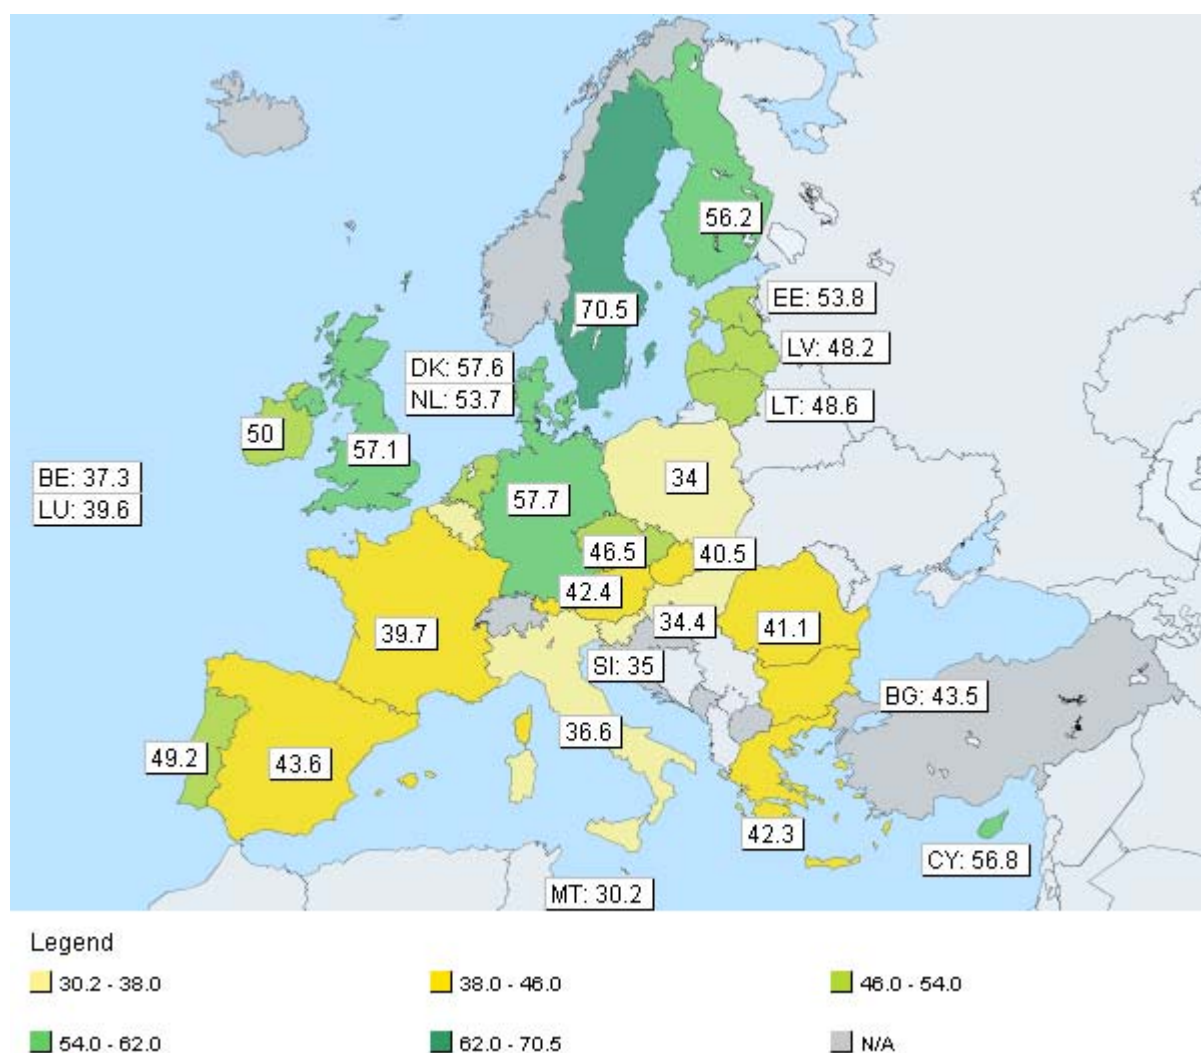 56.2
EE: 53.8
70.5
LV: 48.2
DK: 57.6
NL: 53.7
LT: 48.6
50
57.1
BE: 37.3
LU: 39.6
57.7
34
46.5
40.5
42.4
39.7
34.4
41.1
SI: 35
BG: 43.5
36.6
49.2
43.6
42.3
CY: 56.8
MT: 30.2
Legend
30.2 - 38.0
38.0 - 46.0
46.0 - 54.0
54.0 - 62.0
62.0 - 70.5
N/A